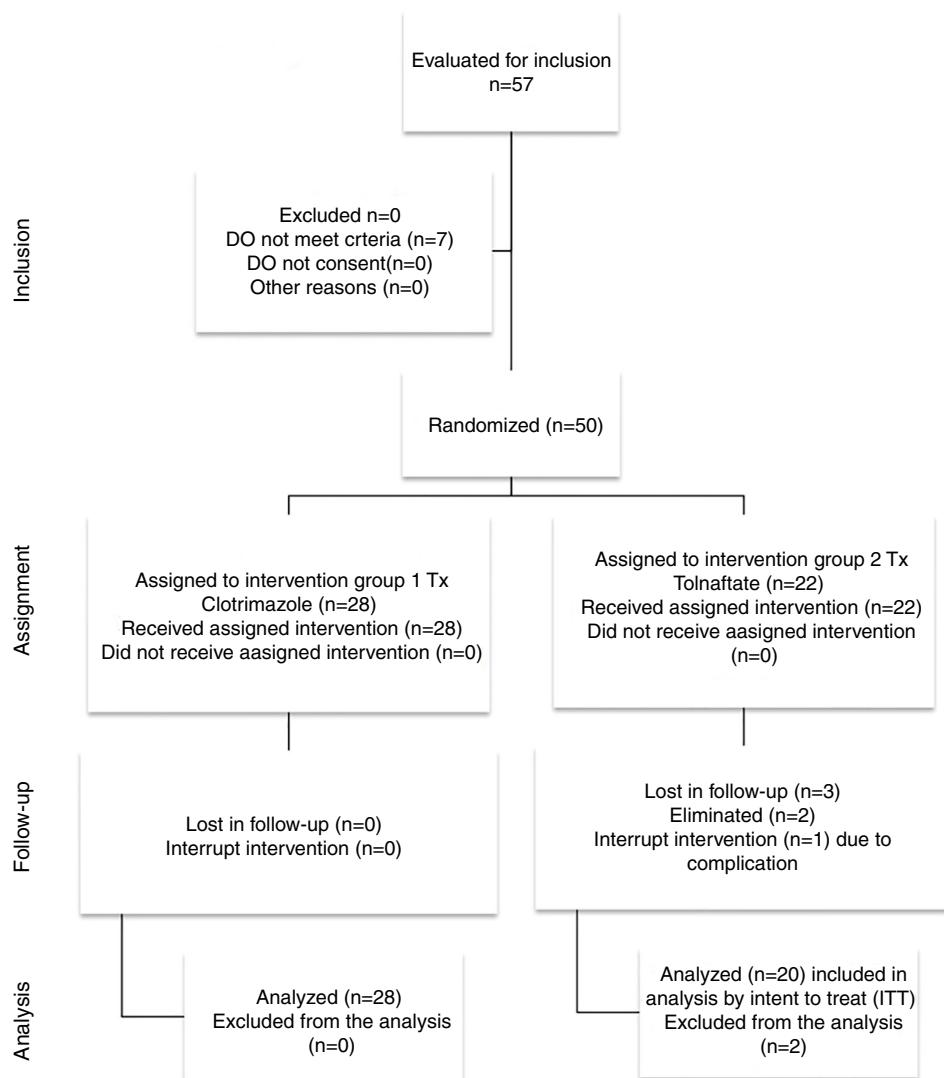 Evaluated for inclusion
n=57
Inclusion
Excluded n=0
DO not meet crteria (n=7)
DO not consent(n=0)
Other reasons (n=0)
Randomized (n=50)
Assignment
Assigned to intervention group 1 Tx
Clotrimazole (n=28)
Received assigned intervention (n=28)
Did not receive aasigned intervention (n=0)
Assigned to intervention group 2 Tx
Tolnaftate (n=22)
Received assigned intervention (n=22)
Did not receive aasigned intervention
(n=0)
Follow-up
Lost in follow-up (n=0)
Interrupt intervention (n=0)
Lost in follow-up (n=3)
Eliminated (n=2)
Interrupt intervention (n=1) due to
complication
Analysis
Analyzed (n=28)
Excluded from the analysis
(n=0)
Analyzed (n=20) included in
analysis by intent to treat (ITT)
Excluded from the analysis
(n=2)